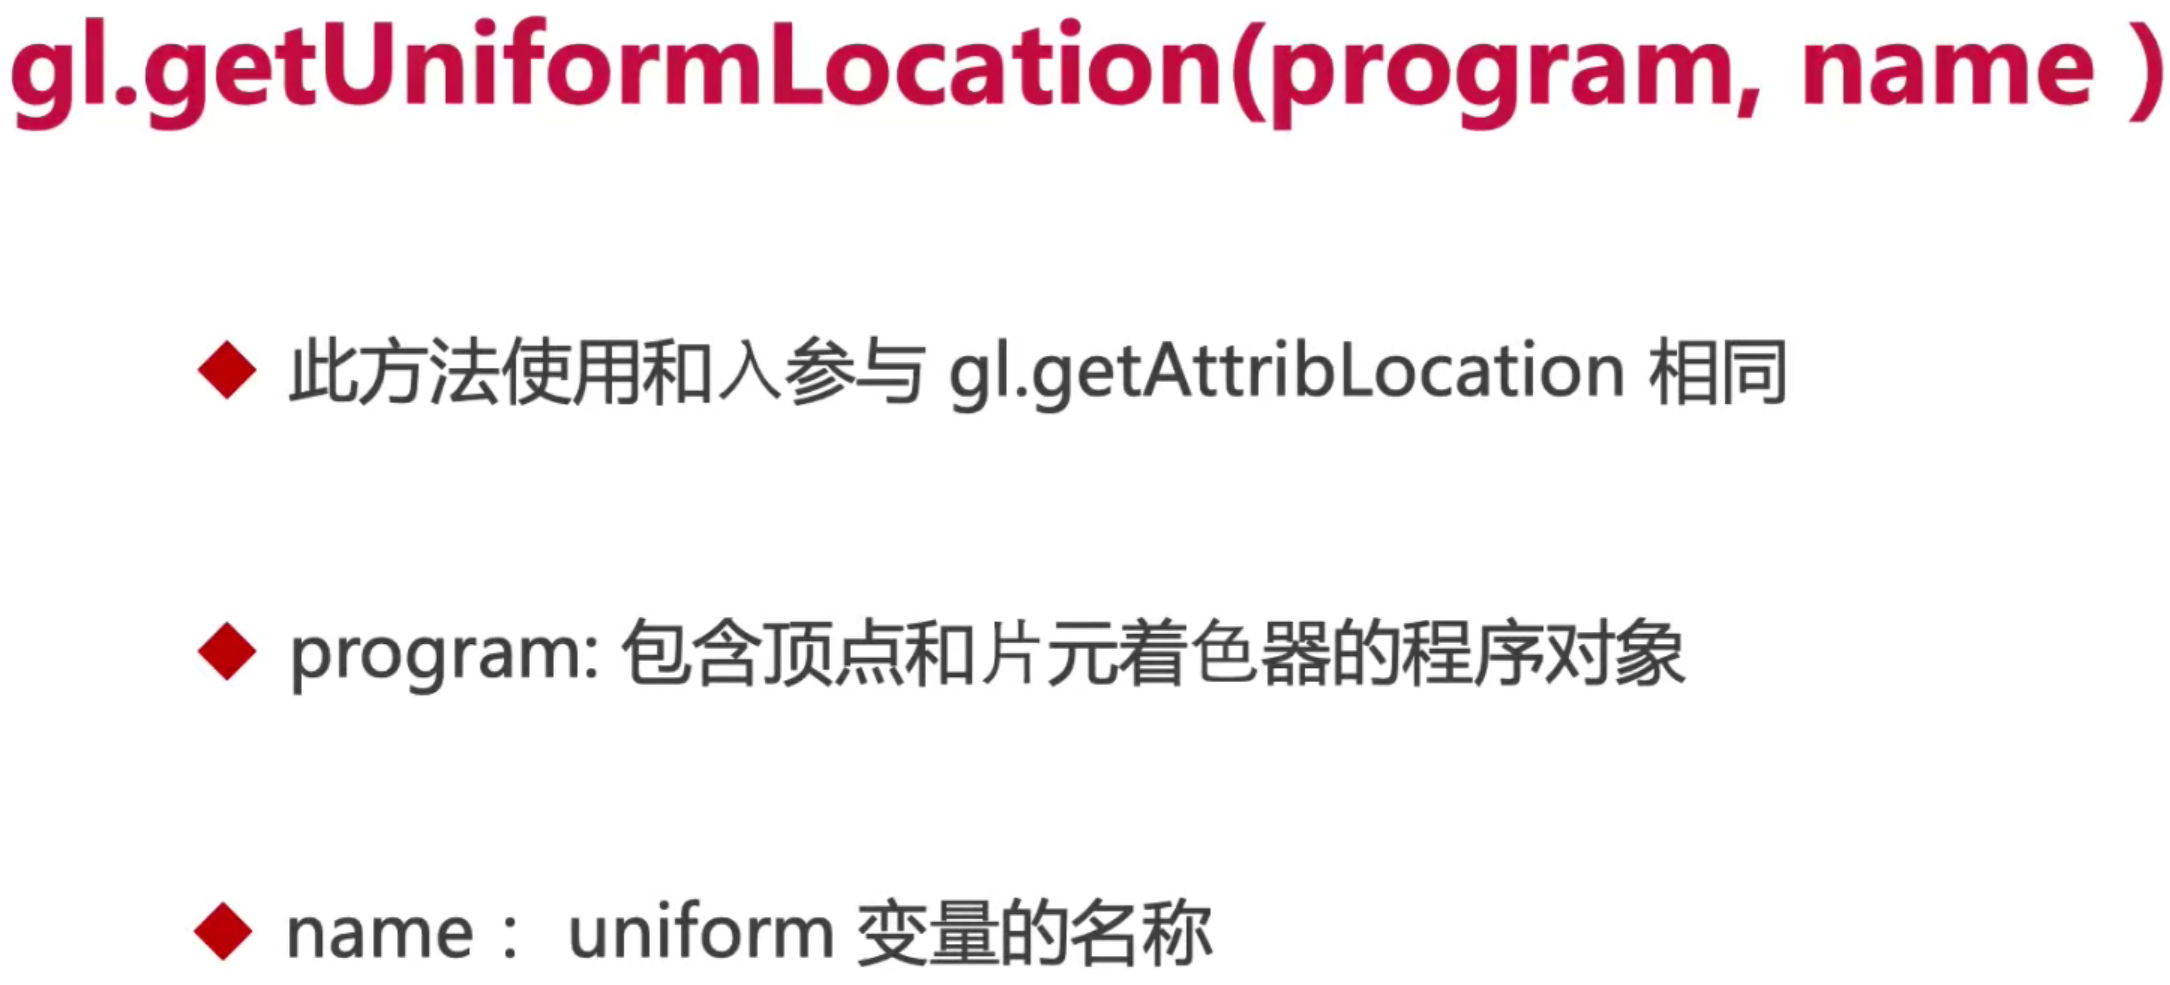 gl.getUniformLocation(program, name )
此方法使用和入参与 gl.getAttribLocation 相同
program: 包含顶点和片元着色器的程序对象
name： uniform 变量的名称